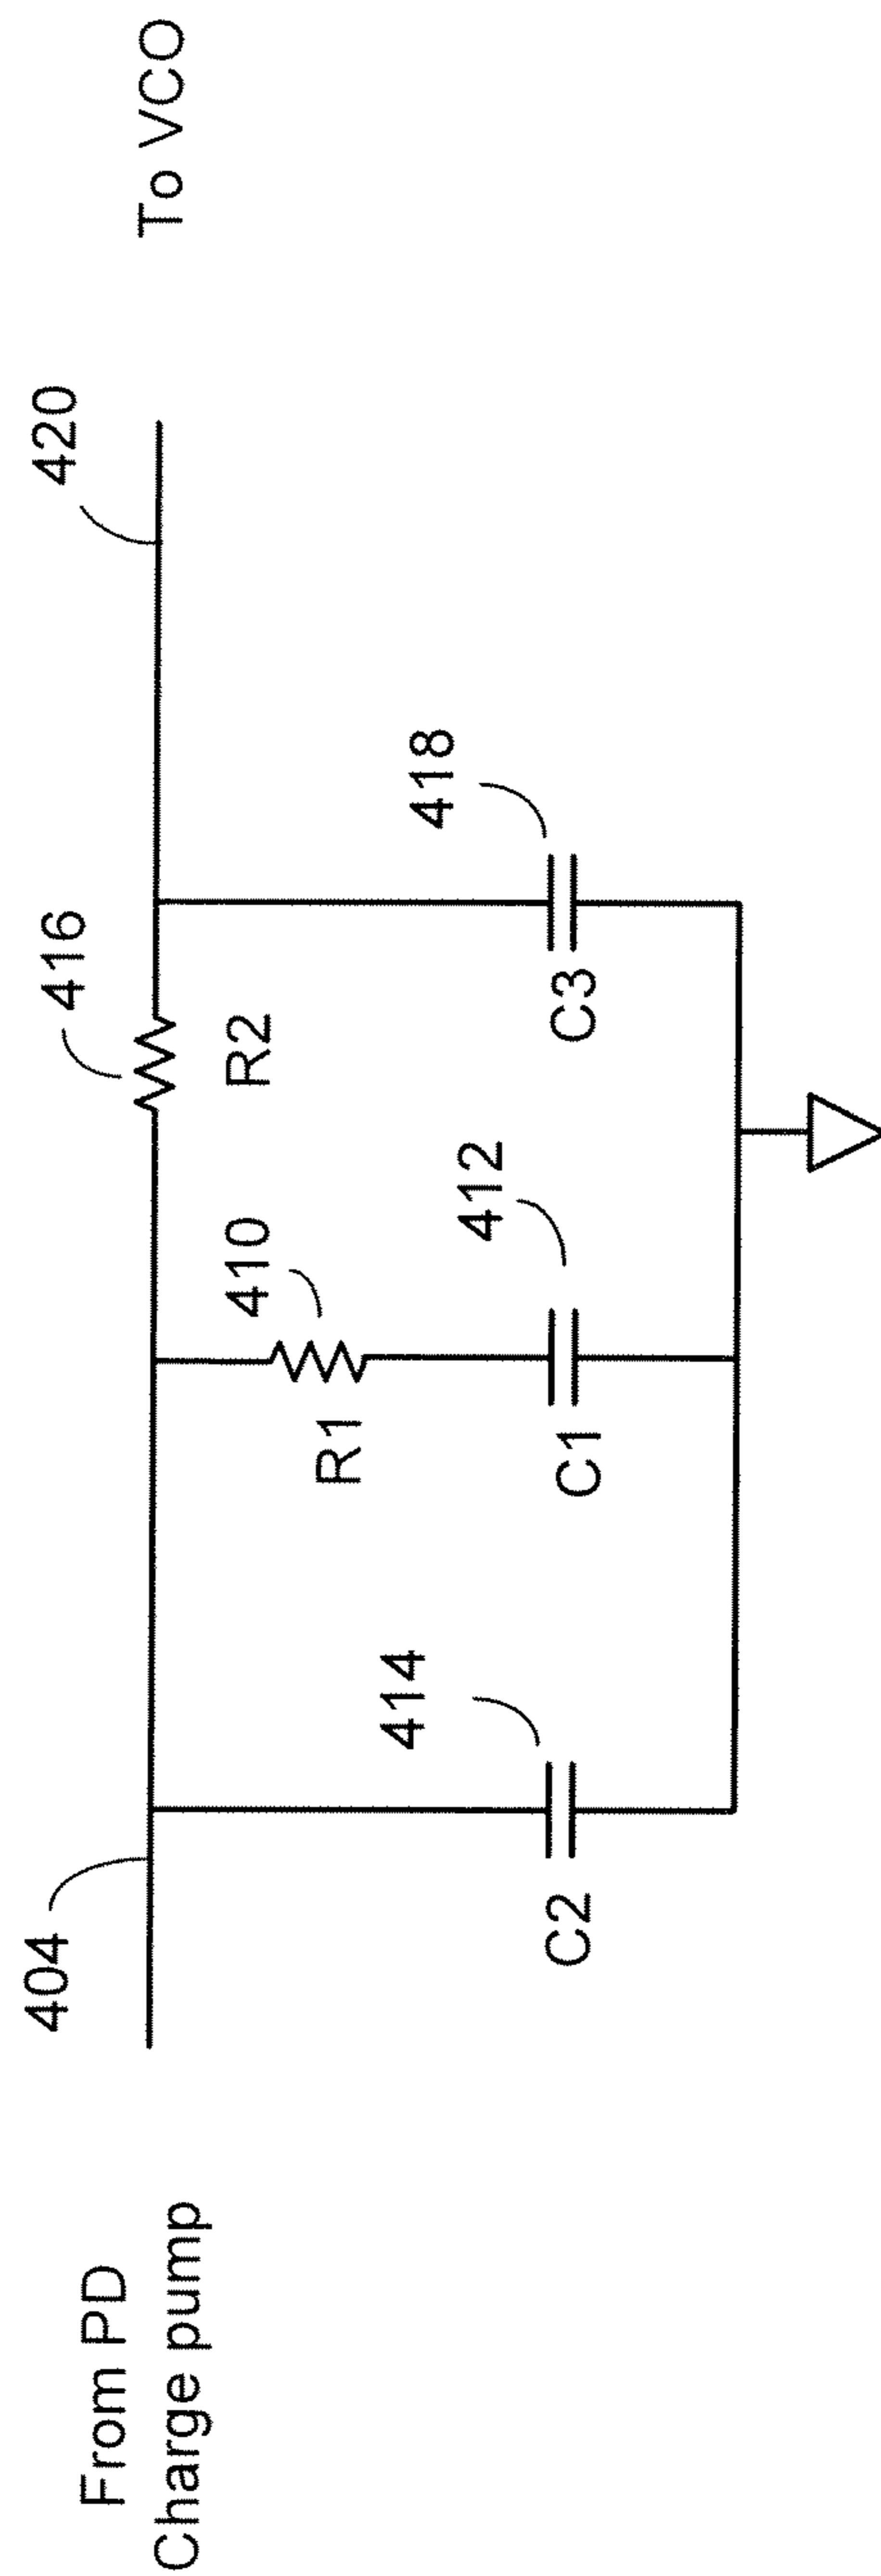 From PD
Charge pump
404
C2
414
R1
410
C1
412
R2
416
C3
418
420
To VCO